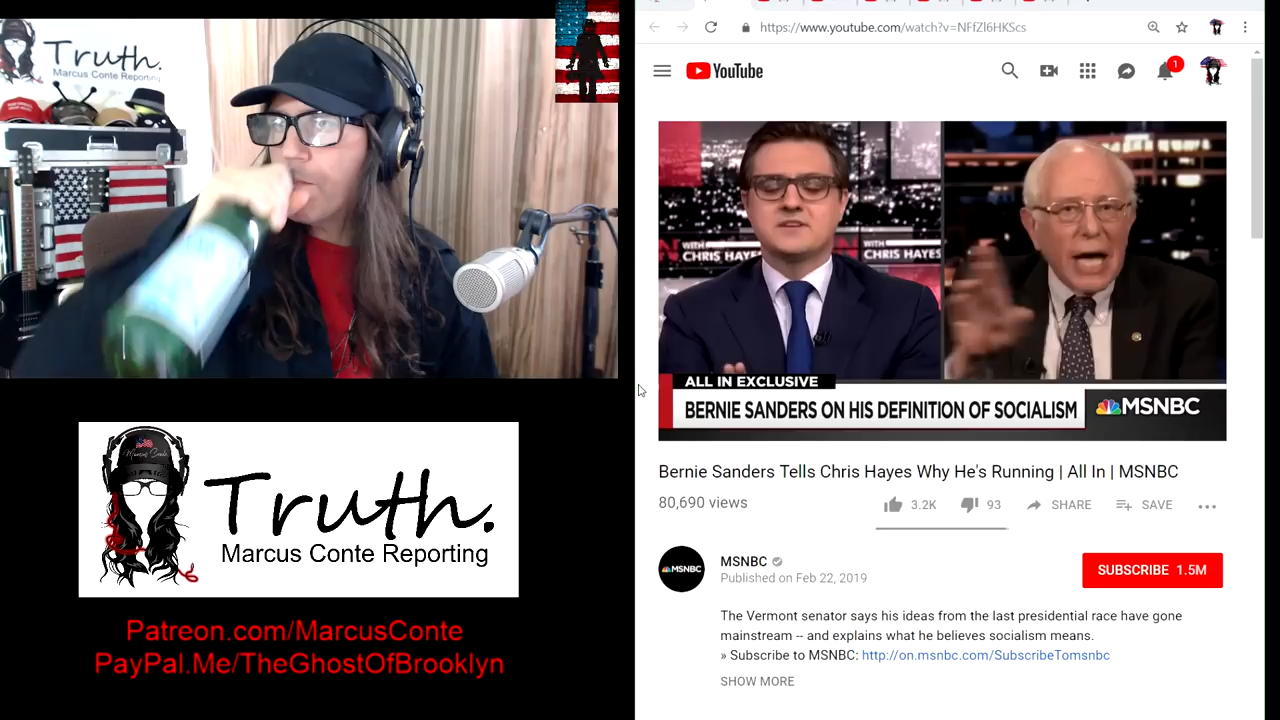 Truth.
Marcus Conte Reporting
https://www.youtube.com/watch?v=NFfZl6HKScs
YouTube
1
WITH
CHRIS HAYES
WITH
CHRIS HAYES
ALL IN EXCLUSIVE
BERNIE SANDERS ON HIS DEFINITION OF SOCIALISM
MSNBC
Truth.
Marcus Conte Reporting
Patreon.com/MarcusConte
PayPal.Me/TheGhostOfBrooklyn
Bernie Sanders Tells Chris Hayes Why He's Running | All In | MSNBC
80,690 views
3.2K
93
SHARE
SAVE
MSNBC
MSNBC
Published on Feb 22, 2019
SUBSCRIBE 1.5M
The Vermont senator says his ideas from the last presidential race have gone
mainstream -- and explains what he believes socialism means.
» Subscribe to MSNBC: http://on.msnbc.com/SubscribeTomsnbc
SHOW MORE